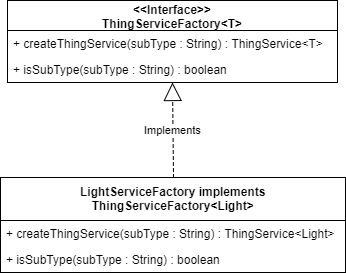 <<Interface>>
ThingServiceFactory<T>
+ createThingService(subType : String) : ThingService<T>
+ isSubType(subType : String) : boolean
Implements
LightServiceFactory implements
ThingServiceFactory<Light>
+ createThingService(subType : String) : ThingService<Light>
+ isSubType(subType : String) : boolean